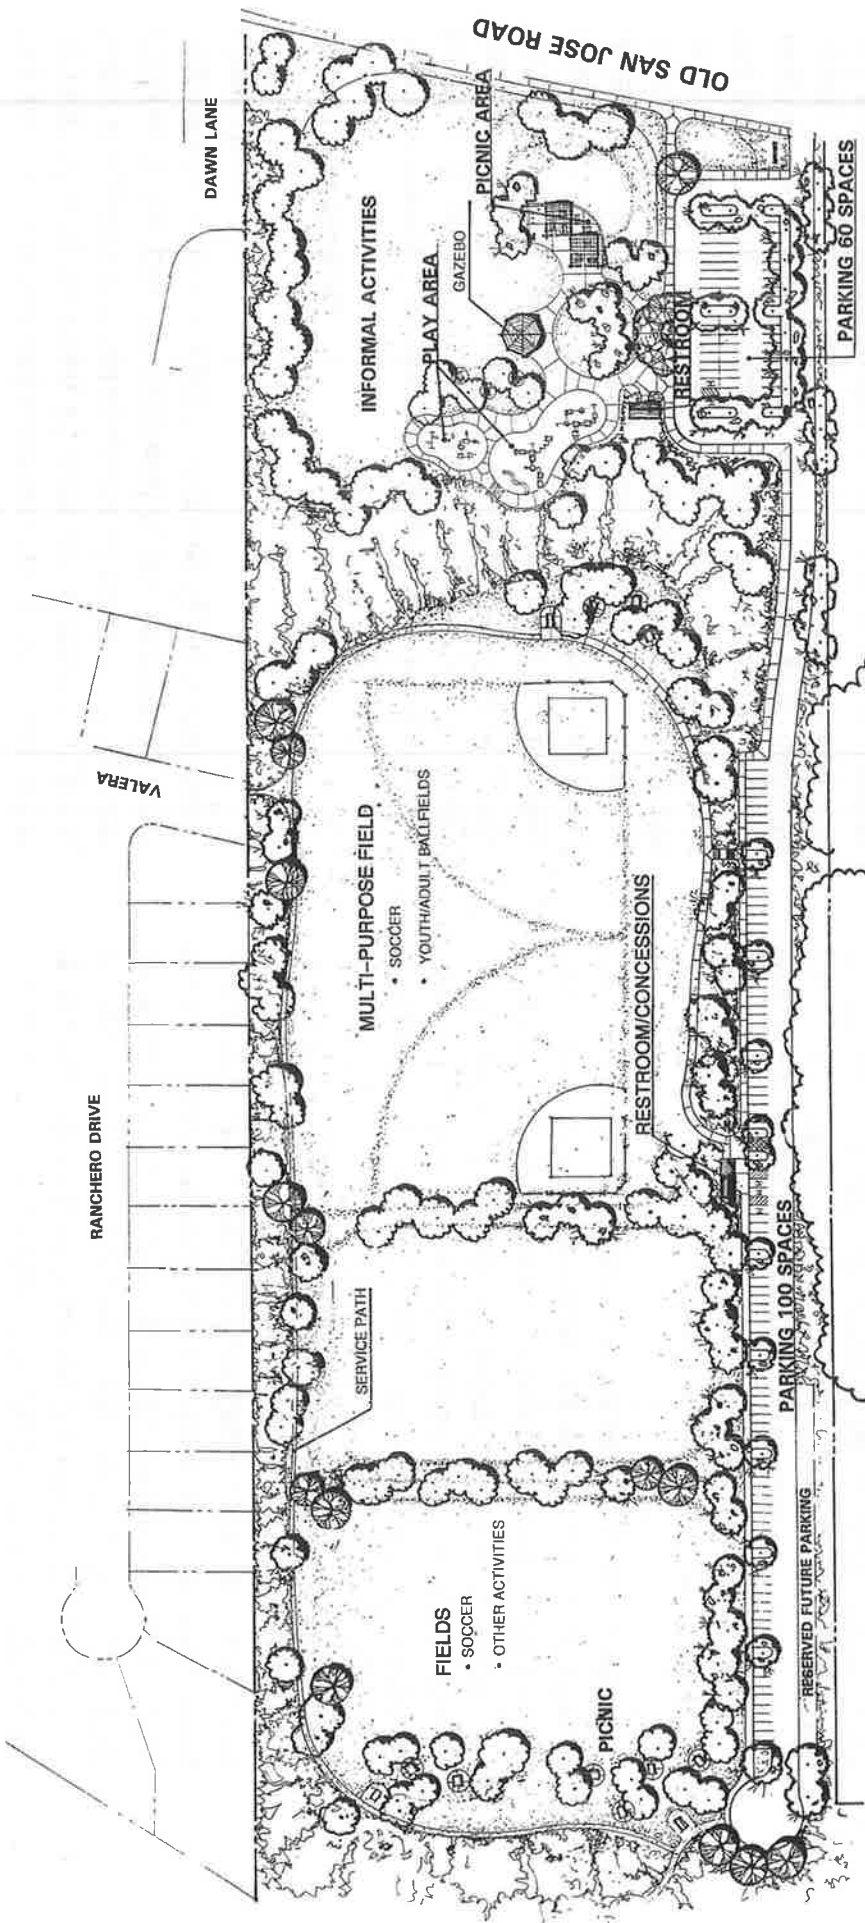 RANCHERO DRIVE
VALERA
DAWN LANE
OLD SAN JOSE ROAD
FIELDS
• SOCCER
• OTHER ACTIVITIES
PICNIC
SERVICE PATH
MULTI-PURPOSE FIELD
• SOCCER
• YOUTH/ADULT BALLFIELDS
RESTROOM/CONCESSIONS
INFORMAL ACTIVITIES
PLAY AREA
GAZEBO
PICNIC AREA
RESTROOM
PARKING 60 SPACES
PARKING 100 SPACES
RESERVED FUTURE PARKING